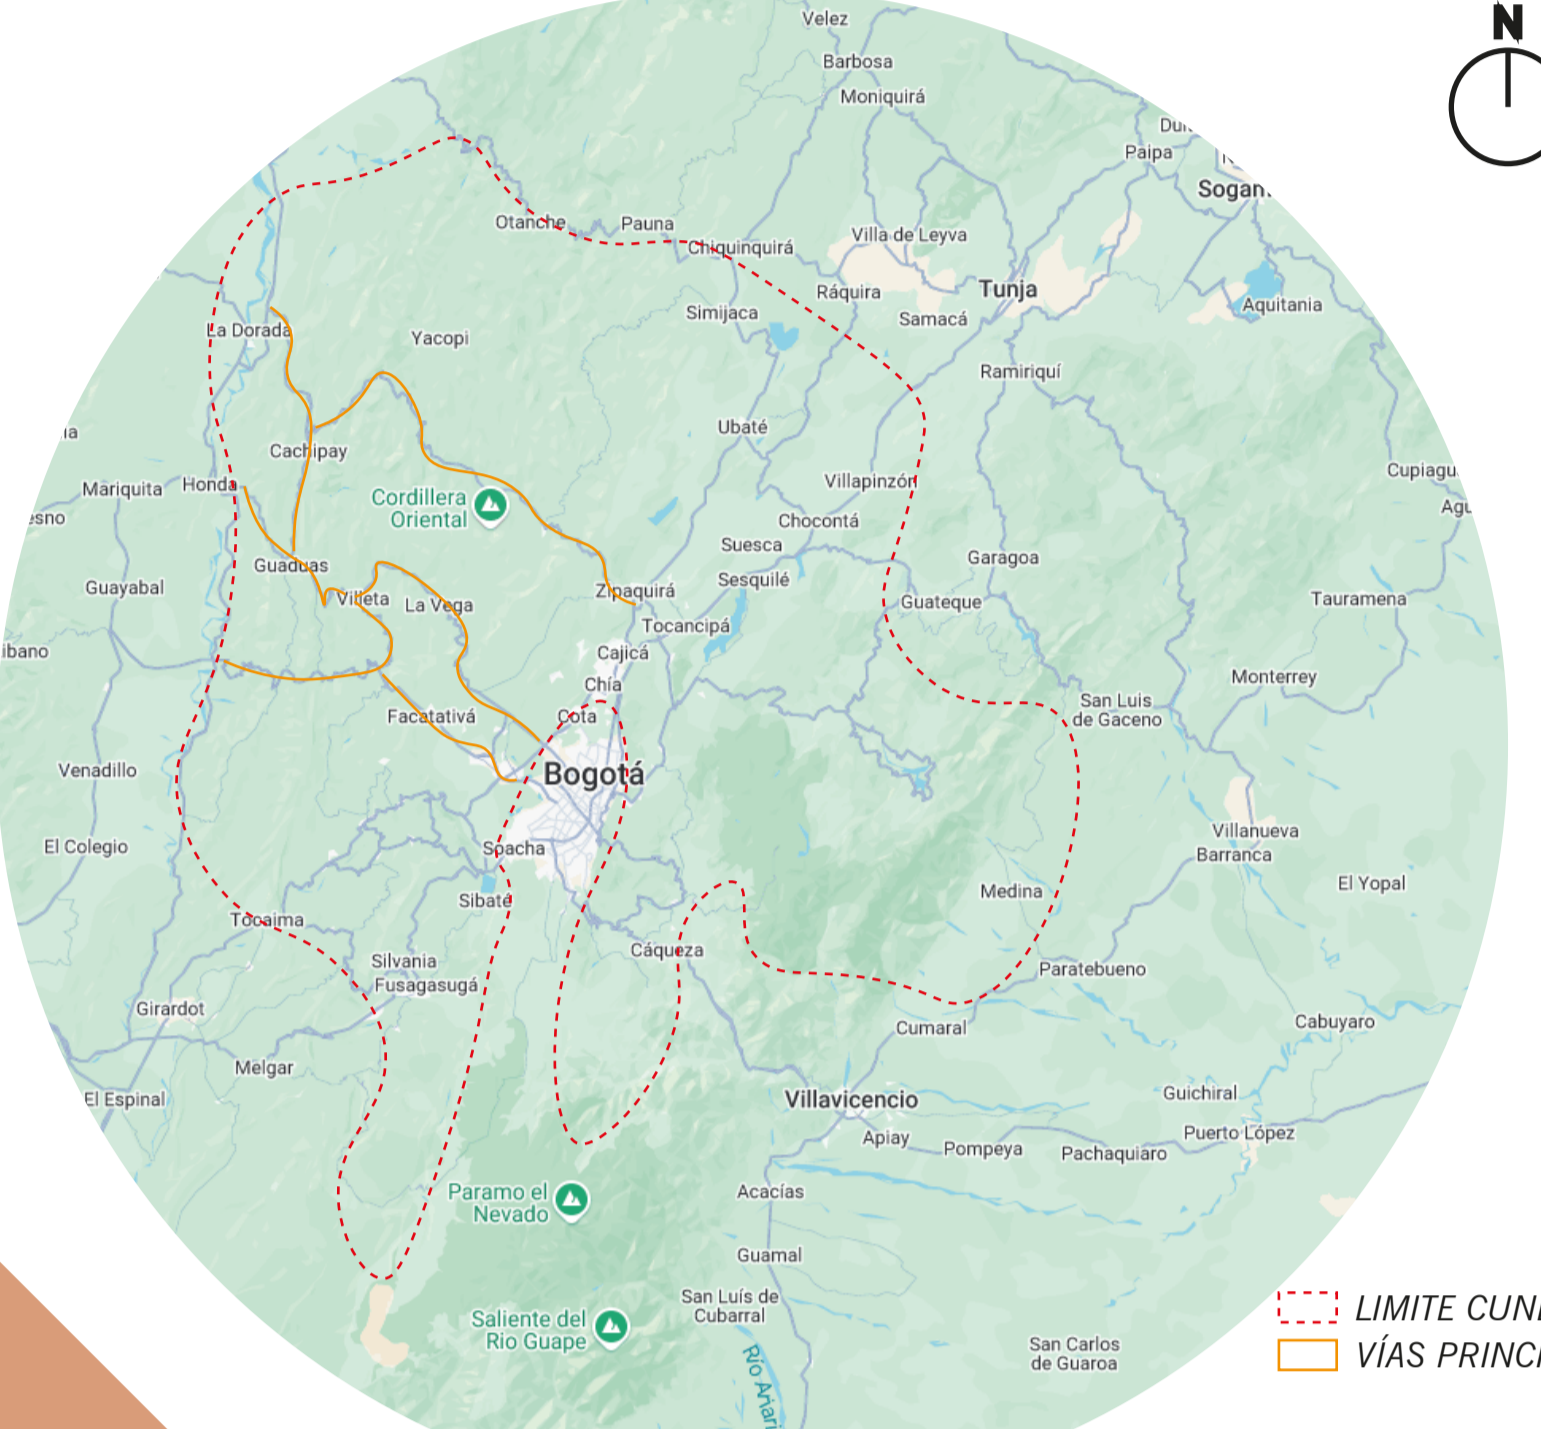 N
Velez
Barbosa
Moniquirá
Paipa
Otanche
Pauna
Chiquinquirá
Villa de Leyva
Tunja
Ráquira
Aquitania
Simijaca
Samacá
La Dorada
Yacopi
Ramiriquí
Ubaté
Cachipay
Mariquita
Honda
Cordillera
Oriental
Villapinzón
Chocontá
Suesca
Garagoa
Guaduas
Sesquilé
Guayabal
Villeta
La Vega
Zipaquirá
Guateque
Tauramena
Tocancipá
Cajicá
Chía
Monterrey
San Luis
de Gaceno
Facatativá
Cota
Venadillo
Bogotá
Villanueva
El Colegio
Soacha
Barranca
El Yopal
Medina
Sibaté
Tocaima
Cáqueza
Silvania
Fusagasugá
Paratebueno
Girardot
Cumaral
Cabuyaro
Melgar
El Espinal
Villavicencio
Guichiral
Apiay
Pompeya
Pachaquiaro
Puerto López
Paramo el
Nevado
Acacías
Guamal
San Luís de
Cubarral
Saliente del
Rio Guape
San Carlos
de Guaroa
Río
LIMITE
VÍAS